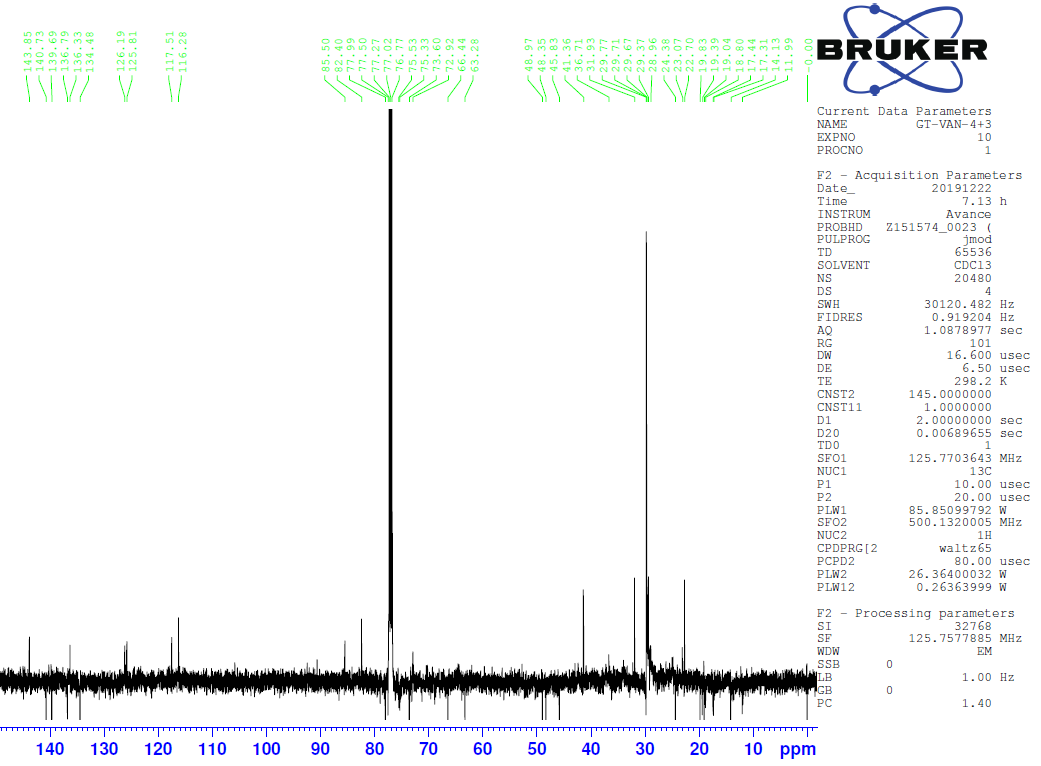 143.85
140.73
139.69
136.79
136.33
134.48
126.19
125.81
117.51
116.28
85.50
82.40
77.99
77.50
77.27
77.02
76.77
75.53
75.33
73.60
72.92
66.44
63.28
48.97
48.35
45.83
41.36
36.71
31.93
29.77
29.71
29.67
29.37
28.96
24.38
23.07
22.70
19.83
19.39
19.04
18.80
17.44
17.31
14.13
11.99
-0.00
BRUKER
Current Data Parameters
NAME GT-VAN-4+3
EXPNO 10
PROCNO 1
F2 - Acquisition Parameters
Date_ 20191222
Time 7.13 h
INSTRUM Avance
PROBHD Z151574_0023 (
PULPROG jmod
TD 65536
SOLVENT CDCl3
NS 20480
DS 4
SWH 30120.482 Hz
FIDRES 0.919204 Hz
AQ 1.0878977 sec
RG 101
DW 16.600 usec
DE 6.50 usec
TE 298.2 K
CNST2 145.0000000
CNST11 1.0000000
D1 2.00000000 sec
D20 0.00689655 sec
TD0 1
SFO1 125.7703643 MHz
NUC1 13C
P1 10.00 usec
P2 20.00 usec
PLW1 85.85099792 W
SFO2 500.1320005 MHz
NUC2 1H
CPDPRG[2 waltz65
PCPD2 80.00 usec
PLW2 26.36400032 W
PLW12 0.26363999 W
F2 - Processing parameters
SI 32768
SF 125.7577885 MHz
WDW EM
SSB 0
LB 1.00 Hz
GB 0
PC 1.40
140 130 120 110 100 90 80 70 60 50 40 30 20 10 ppm